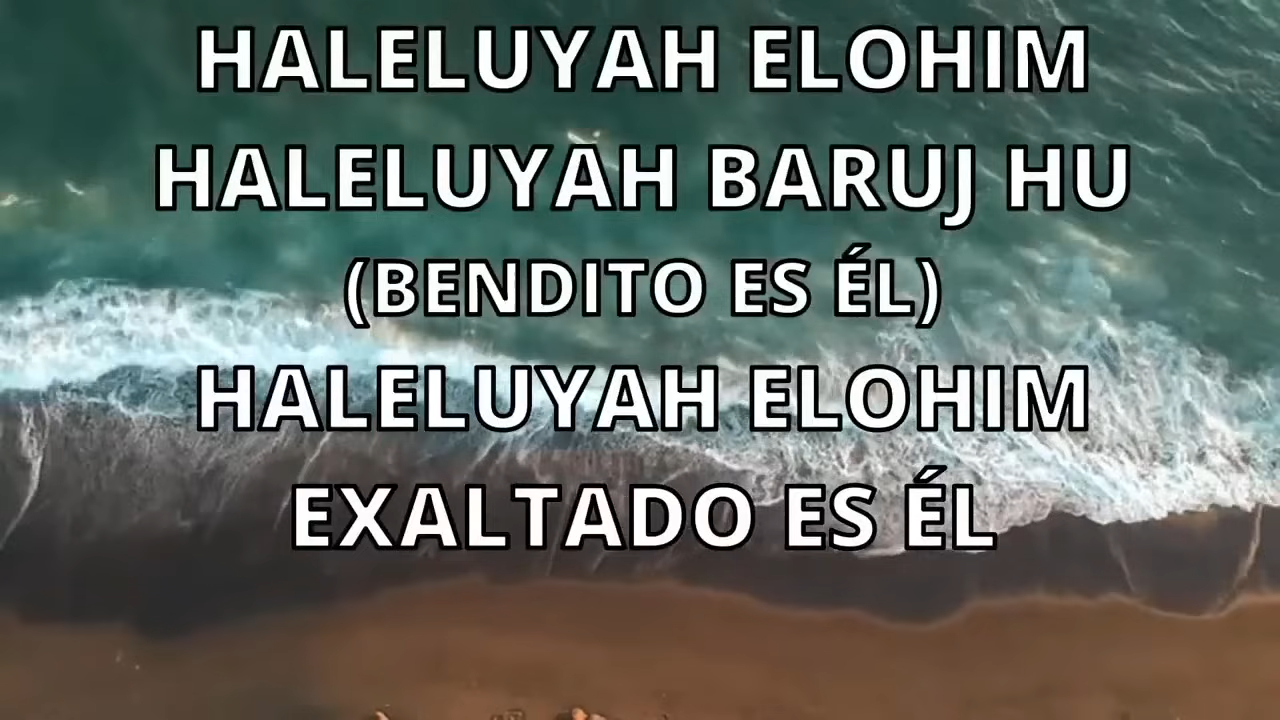 HALELUYAH ELOHIM
HALELUYAH BARUJ HU
(BENDITO ES ÉL)
HALELUYAH ELOHIM
EXALTADO ES ÉL